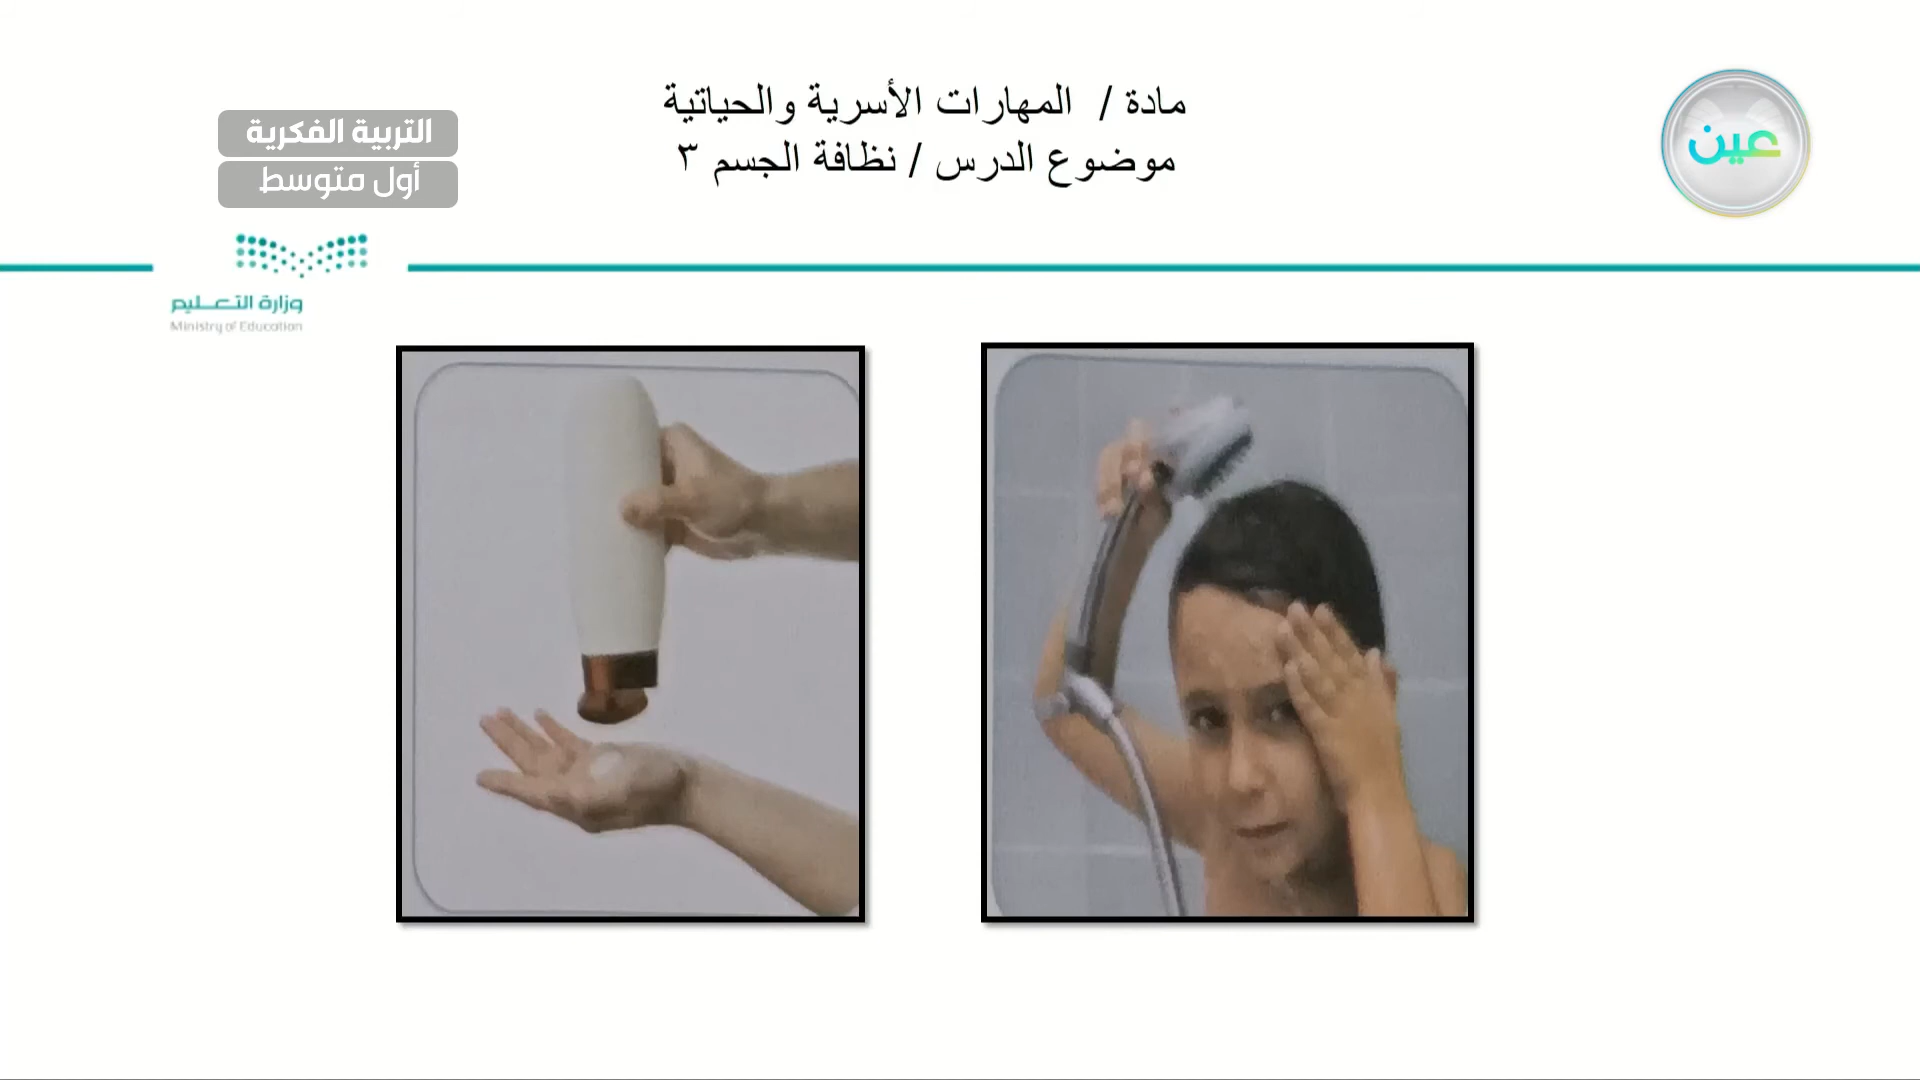 مادة / المهارات الأسرية والحياتية
موضوع الدرس / نظافة الجسم ٣
عين
التربية الفكرية
أول متوسط
وزارة التعليم
Ministry of Education